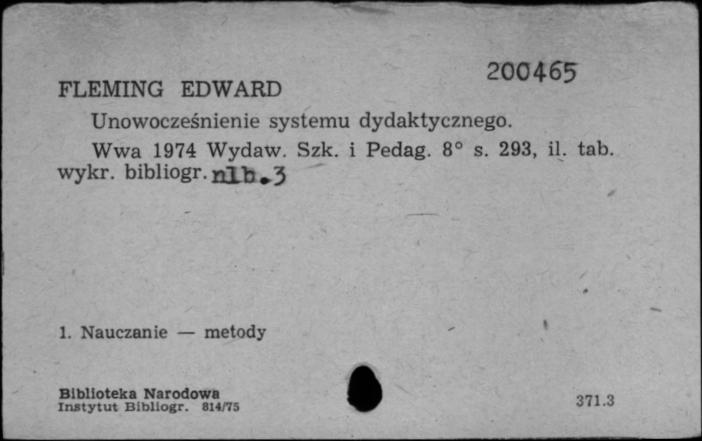 200465
FLEMING EDWARD
Unowocześnienie systemu dydaktycznego.
Wwa 1974 Wydaw. Szk. i Pedag. 8° s. 293, il. tab.
wykr. bibliogr. nlb.3
1. Nauczanie — metody
Biblioteka Narodowa
Instytut Bibliogr. 814/75
371.3